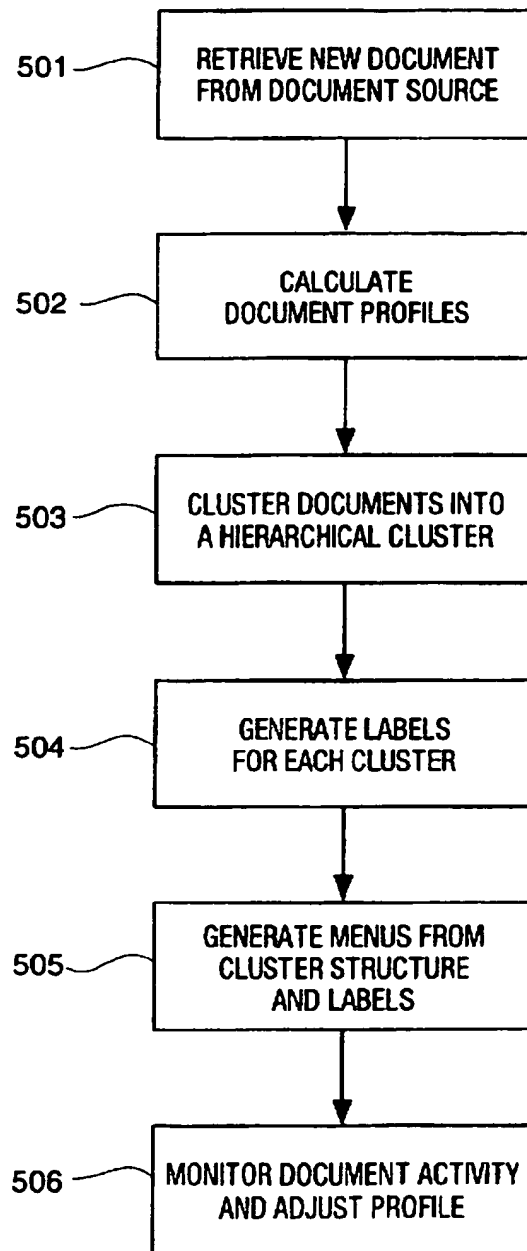 501
RETRIEVE NEW DOCUMENT
FROM DOCUMENT SOURCE
502
CALCULATE
DOCUMENT PROFILES
503
CLUSTER DOCUMENTS INTO
A HIERARCHICAL CLUSTER
504
GENERATE LABELS
FOR EACH CLUSTER
505
GENERATE MENUS FROM
CLUSTER STRUCTURE
AND LABELS
506
MONITOR DOCUMENT ACTIVITY
AND ADJUST PROFILE